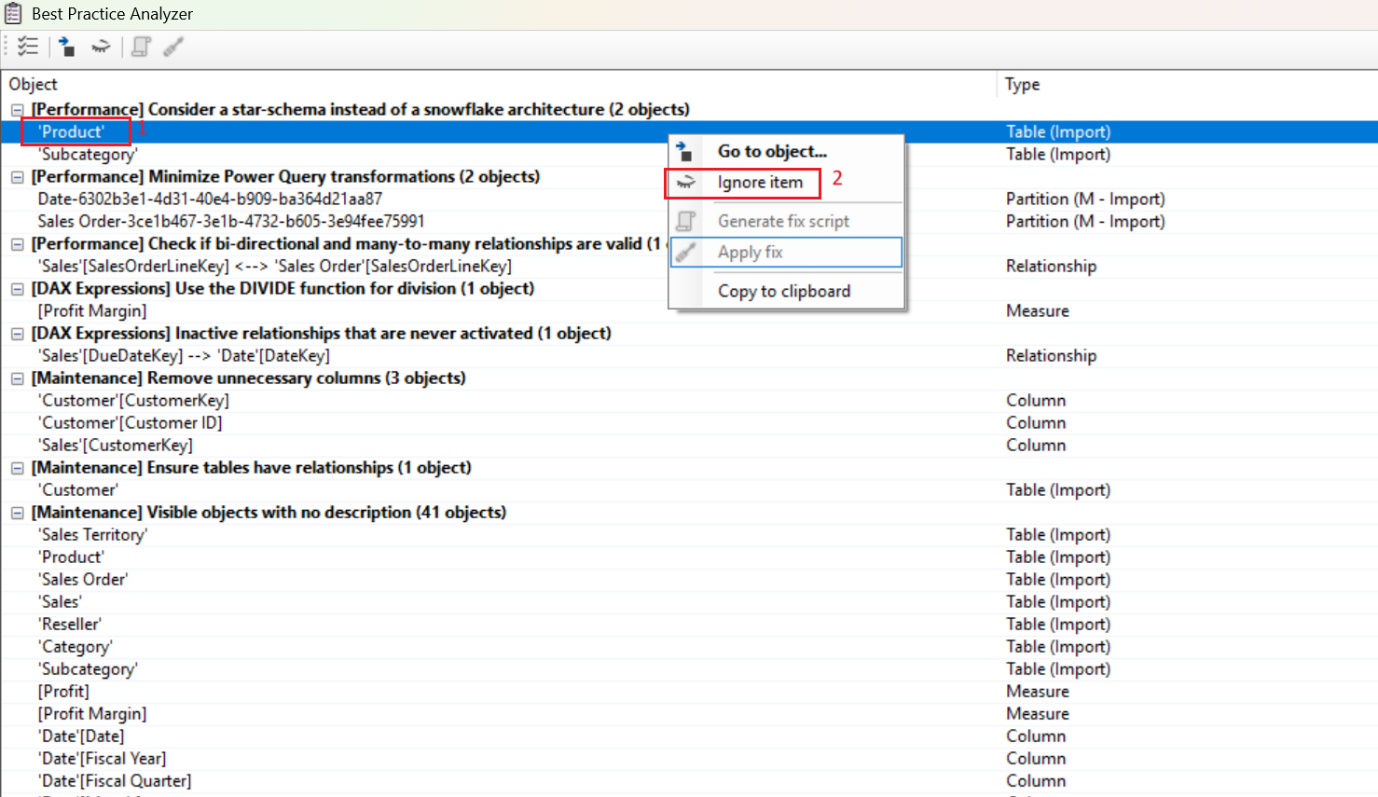 Best Practice Analyzer
Object Type
[Performance] Consider a star-schema instead of a snowflake architecture (2 objects)
'Product' 1 Table (Import)
'Subcategory' Table (Import)
[Performance] Minimize Power Query transformations (2 objects)
Date-6302b3e1-4d31-40e4-b909-ba364d21aa87 Partition (M - Import)
Sales Order-3ce1b467-3e1b-4732-b605-3e94fee75991 Partition (M - Import)
[Performance] Check if bi-directional and many-to-many relationships are valid (1
'Sales'[SalesOrderLineKey] <--> 'Sales Order'[SalesOrderLineKey] Relationship
[DAX Expressions] Use the DIVIDE function for division (1 object)
[Profit Margin] Measure
[DAX Expressions] Inactive relationships that are never activated (1 object)
'Sales'[DueDateKey] --> 'Date'[DateKey] Relationship
[Maintenance] Remove unnecessary columns (3 objects)
'Customer'[CustomerKey] Column
'Customer'[Customer ID] Column
'Sales'[CustomerKey] Column
[Maintenance] Ensure tables have relationships (1 object)
'Customer' Table (Import)
[Maintenance] Visible objects with no description (41 objects)
'Sales Territory' Table (Import)
'Product' Table (Import)
'Sales Order' Table (Import)
'Sales' Table (Import)
'Reseller' Table (Import)
'Category' Table (Import)
'Subcategory' Table (Import)
[Profit] Measure
[Profit Margin] Measure
'Date'[Date] Column
'Date'[Fiscal Year] Column
'Date'[Fiscal Quarter] Column
Go to object...
Ignore item 2
Generate fix script
Apply fix
Copy to clipboard